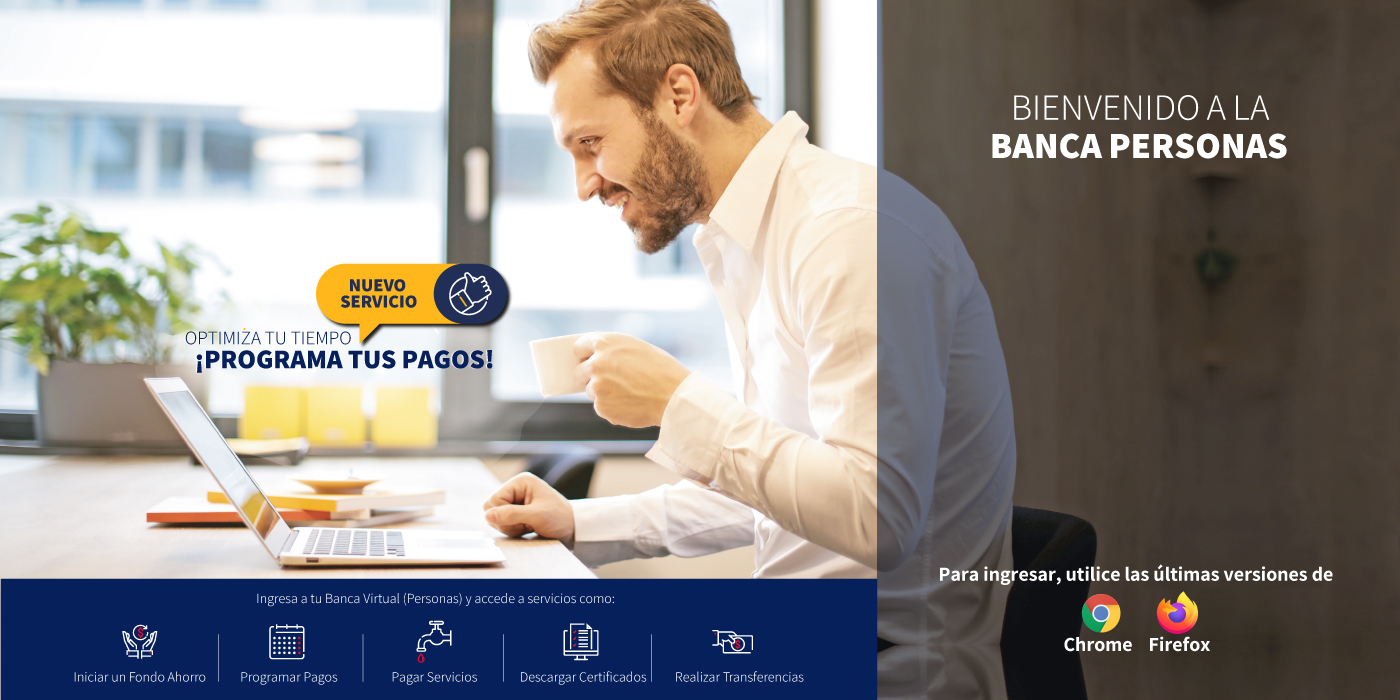 NUEVO
SERVICIO
OPTIMIZA TU TIEMPO
¡PROGRAMA TUS PAGOS!
Ingresa a tu Banca Virtual (Personas) y accede a servicios como:
Iniciar un Fondo Ahorro
Programar Pagos
Pagar Servicios
Descargar Certificados
Realizar Transferencias
BIENVENIDO A LA
BANCA PERSONAS
Para ingresar, utilice las últimas versiones de
Chrome Firefox